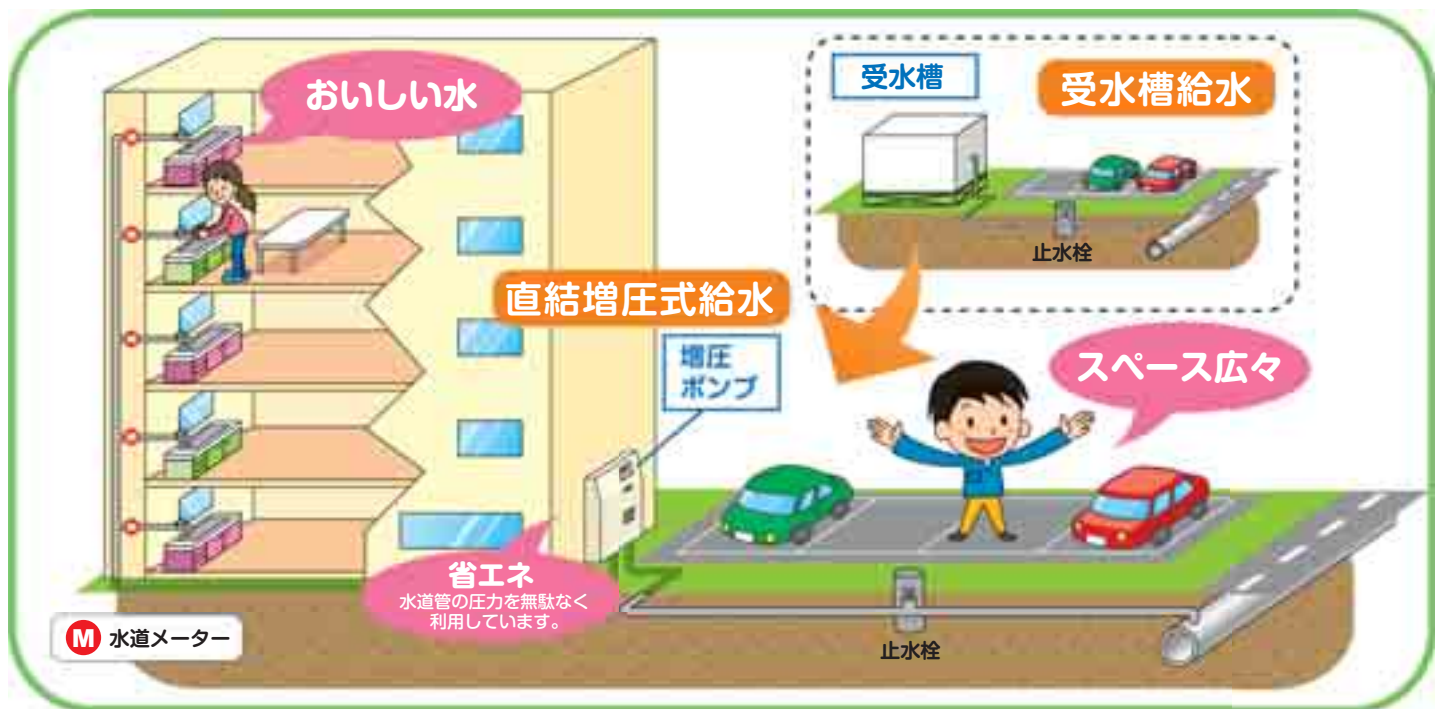 おいしい水
受水槽
受水槽給水
止水栓
直結増圧式給水
増圧
ポンプ
スペース広々
省エネ
水道管の圧力を無駄なく
利用しています。
止水栓
M 水道メーター